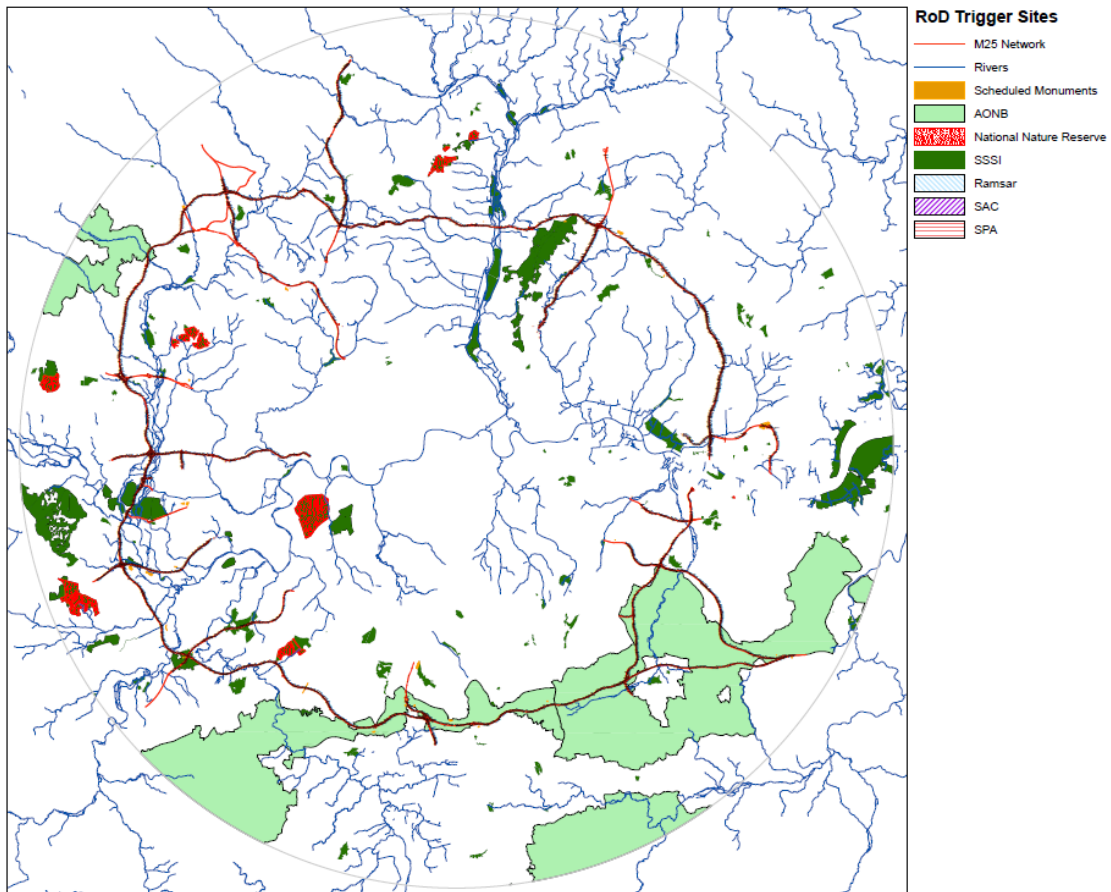 RoD Trigger Sites
M25 Network
Rivers
Scheduled Monuments
AONB
National Nature Reserve
SSSI
Ramsar
SAC
SPA